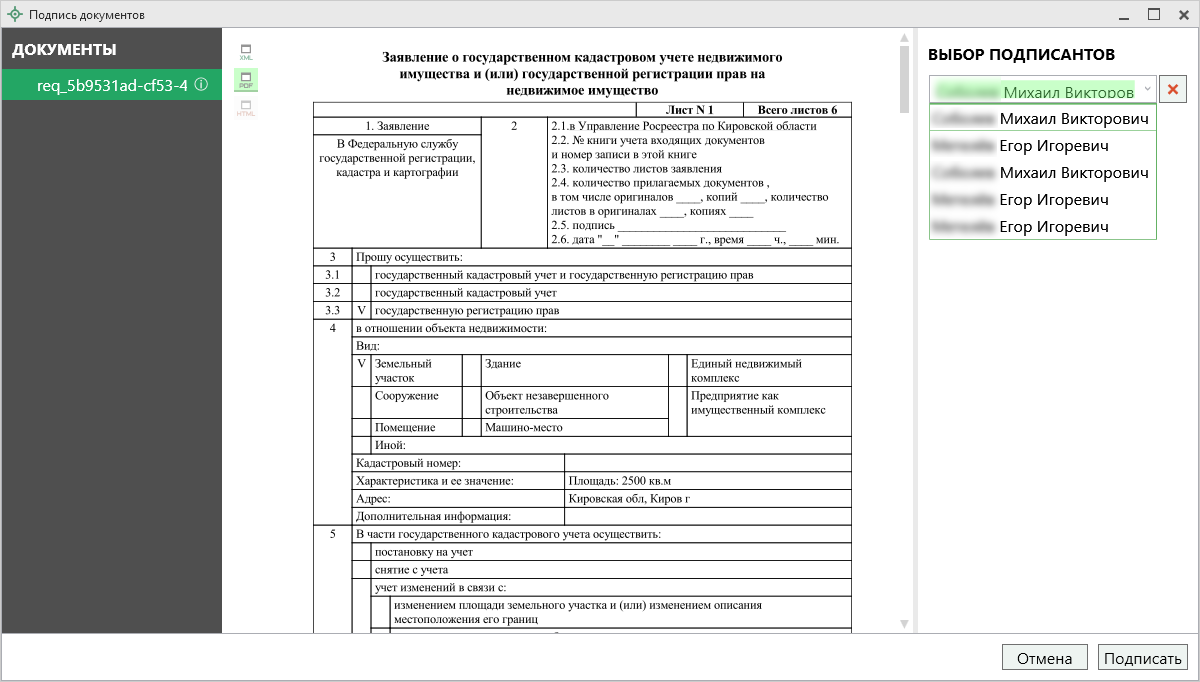 Подпись документов
ДОКУМЕНТЫ
req_5b9531ad-cf53-4
XML
PDF
HTML
Заявление о государственном кадастровом учете недвижимого
имущества и (или) государственной регистрации прав на
недвижимое имущество
Лист N 1 Всего листов 6
1. Заявление
В Федеральную службу
государственной регистрации,
кадастра и картографии
2
2.1.в Управление Росреестра по Кировской области
2.2. № книги учета входящих документов
и номер записи в этой книге
2.3. количество листов заявления
2.4. количество прилагаемых документов ,
в том числе оригиналов ____, копий ____, количество
листов в оригиналах ____, копиях ____
2.5. подпись ____________________________
2.6. дата "__" ________ ____ г., время ____ ч., ____ мин.
3 Прошу осуществить:
3.1 государственный кадастровый учет и государственную регистрацию прав
3.2 государственный кадастровый учет
3.3 V государственную регистрацию прав
4 в отношении объекта недвижимости:
Вид:
V Земельный участок Здание Единый недвижимый комплекс
Сооружение Объект незавершенного строительства Предприятие как имущественный комплекс
Помещение Машино-место
Иной:
Кадастровый номер:
Характеристика и ее значение: Площадь: 2500 кв.м
Адрес: Кировская обл, Киров г
Дополнительная информация:
5 В части государственного кадастрового учета осуществить:
постановку на учет
снятие с учета
учет изменений в связи с:
изменением площади земельного участка и (или) изменением описания
местоположения его границ
ВЫБОР ПОДПИСАНТОВ
Михаил Викторов
Михаил Викторович
Егор Игоревич
Михаил Викторович
Егор Игоревич
Егор Игоревич
Отмена Подписать